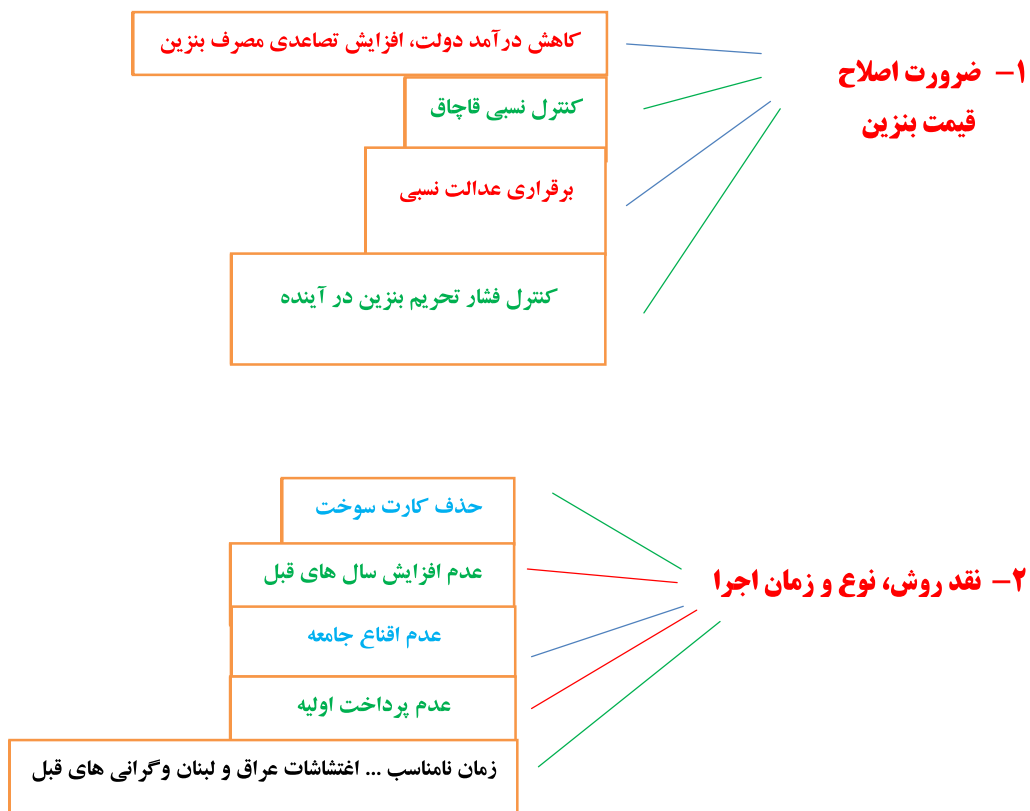 ۱- ضرورت اصلاح
قیمت بنزین
کاهش درآمد دولت، افزایش تصاعدی مصرف بنزین
کنترل نسبی قاچاق
برقراری عدالت نسبی
کنترل فشار تحریم بنزین در آینده
۲- نقد روش، نوع و زمان اجرا
حذف کارت سوخت
عدم افزایش سال های قبل
عدم اقناع جامعه
عدم پرداخت اولیه
زمان نامناسب ... اغتشاشات عراق و لبنان وگرانی های قبل